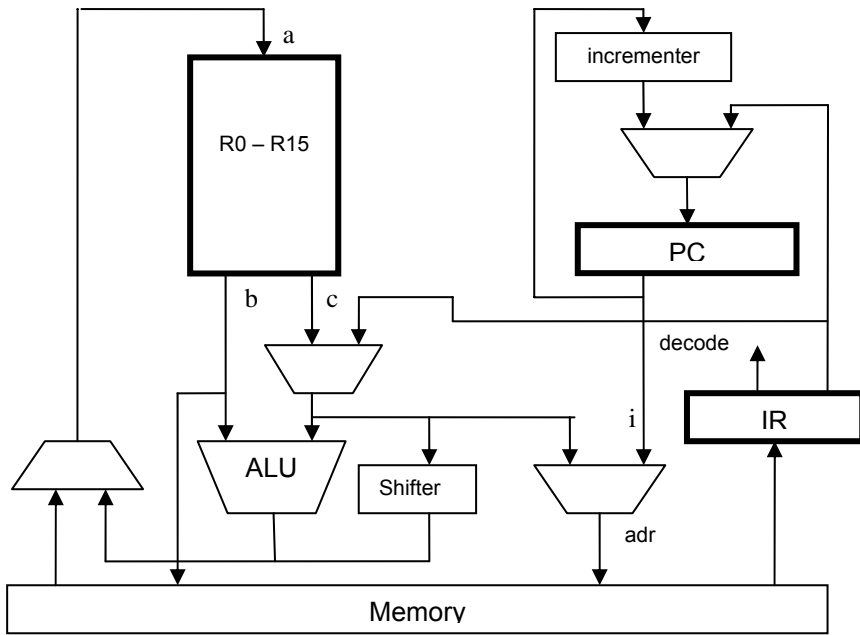 a
incrementer
R0 – R15
PC
b
c
decode
i
IR
ALU
Shifter
adr
Memory